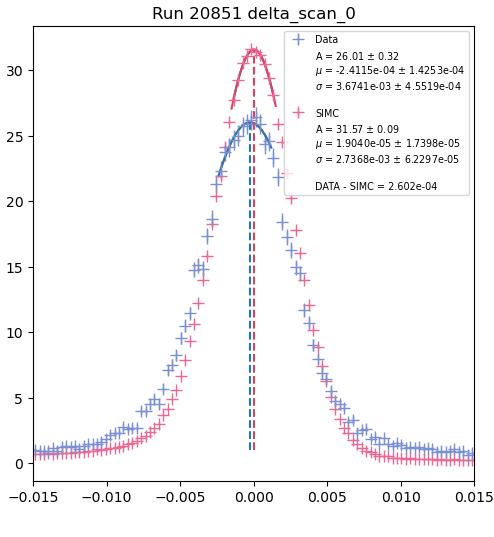 Run 20851 delta_scan_0
Data
A = 26.01 ± 0.32
μ = -2.4115e-04 ± 1.4253e-04
σ = 3.6741e-03 ± 4.5519e-04
SIMC
A = 31.57 ± 0.09
μ = 1.9040e-05 ± 1.7398e-05
σ = 2.7368e-03 ± 6.2297e-05
DATA - SIMC = 2.602e-04
30
25
20
15
10
5
0
−0.015 −0.010 −0.005 0.000 0.005 0.010 0.015